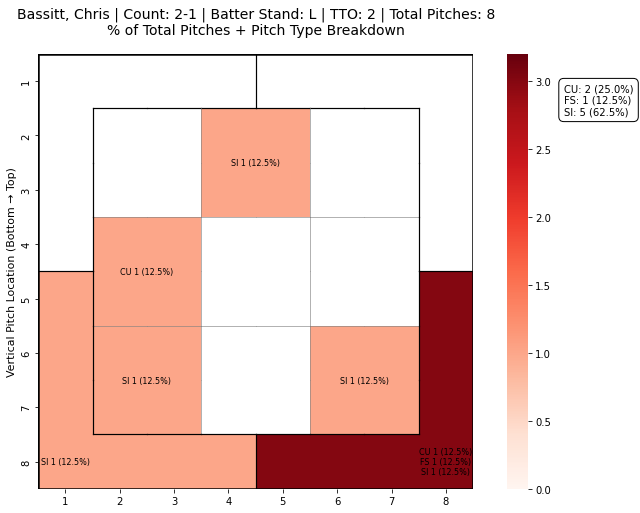 Bassitt, Chris | Count: 2-1 | Batter Stand: L | TTO: 2 | Total Pitches: 8
% of Total Pitches + Pitch Type Breakdown
CU: 2 (25.0%)
FS: 1 (12.5%)
SI: 5 (62.5%)
Vertical Pitch Location (Bottom → Top)
1
2
3
4
5
6
7
8
SI 1 (12.5%)
CU 1 (12.5%)
SI 1 (12.5%)
SI 1 (12.5%)
SI 1 (12.5%)
CU 1 (12.5%)
FS 1 (12.5%)
SI 1 (12.5%)
1 2 3 4 5 6 7 8
3.0
2.5
2.0
1.5
1.0
0.5
0.0